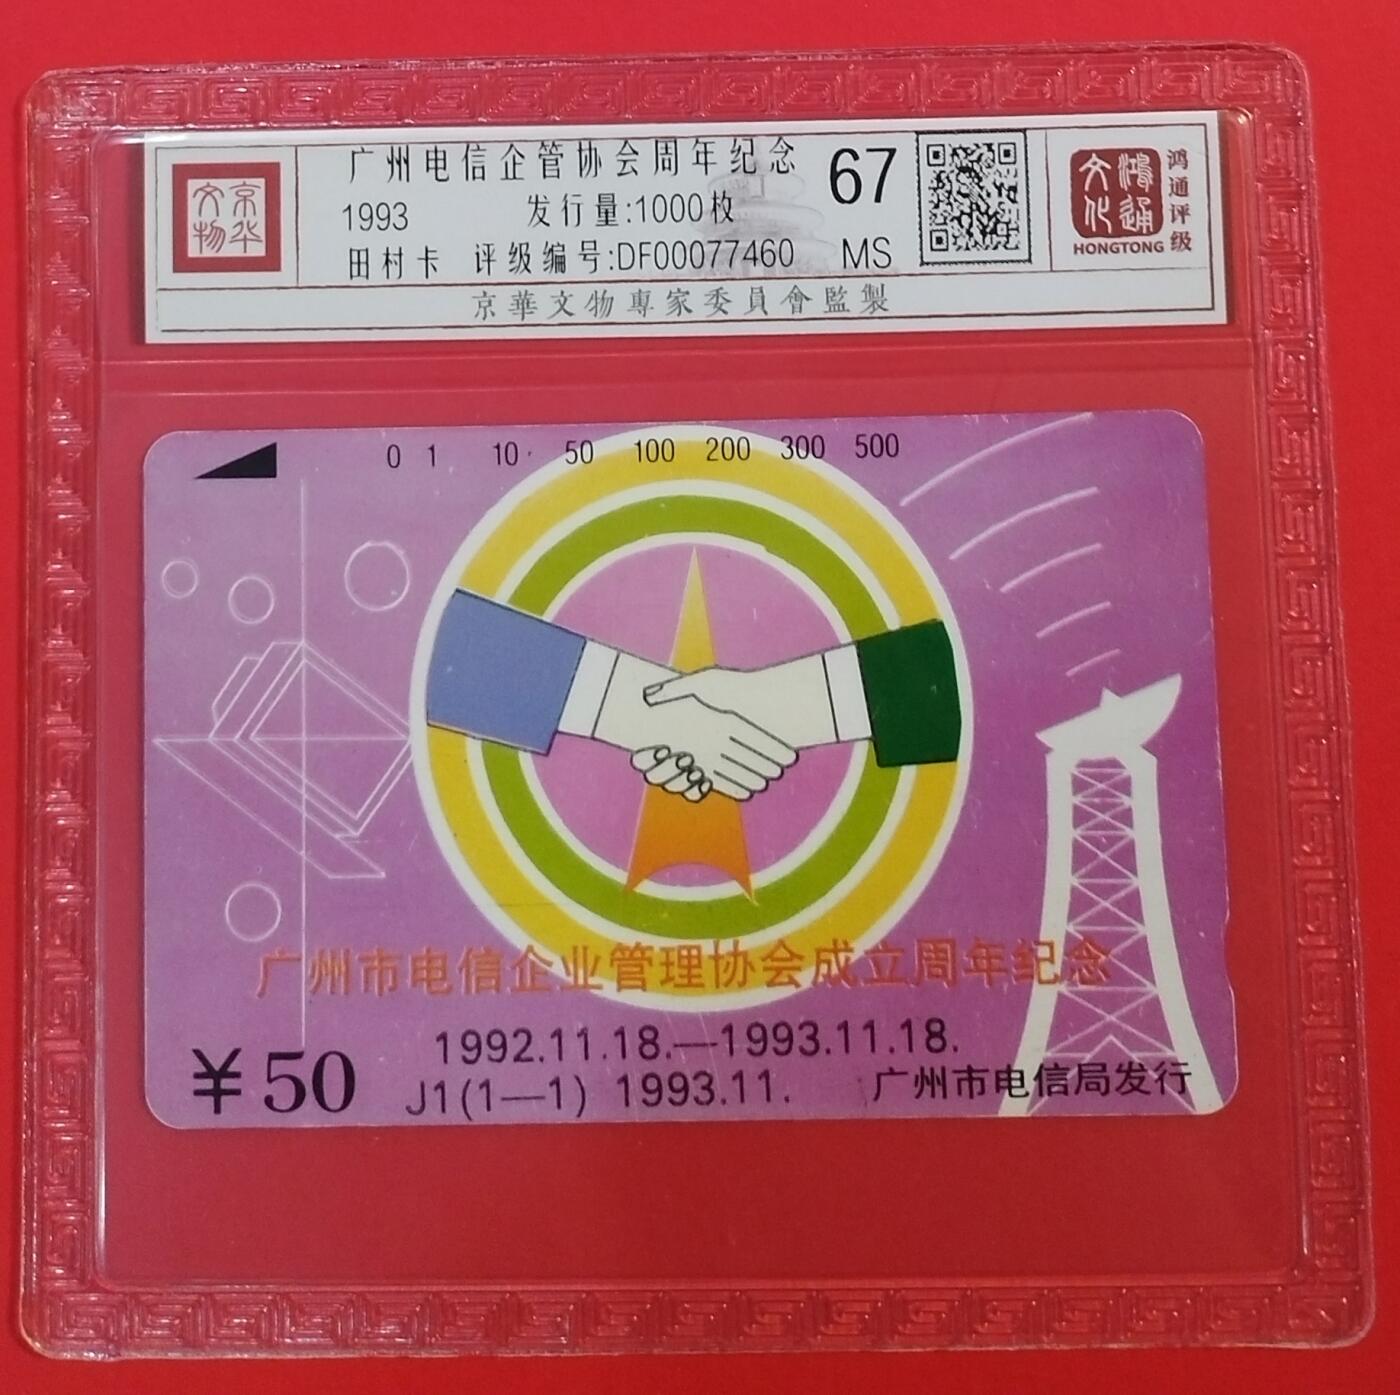 京华文物
广州电信企管协会周年纪念
1993 发行量:1000枚
田村卡 评级编号:DF00077460
67
MS
鸿通文化
HONGTONG
鸿通评级
京華文物專家委員會監製
0 1 10 50 100 200 300 500
广州市电信企业管理协会成立周年纪念
1992.11.18.—1993.11.18.
¥50
J1(1—1) 1993.11.
广州市电信局发行